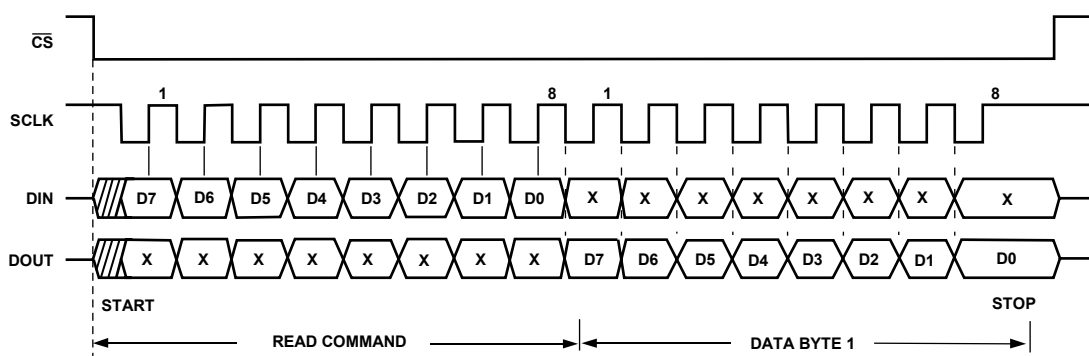 CS
1 8 1 8
SCLK
DIN D7 D6 D5 D4 D3 D2 D1 D0 X X X X X X X X
DOUT X X X X X X X X D7 D6 D5 D4 D3 D2 D1 D0
START STOP
READ COMMAND DATA BYTE 1